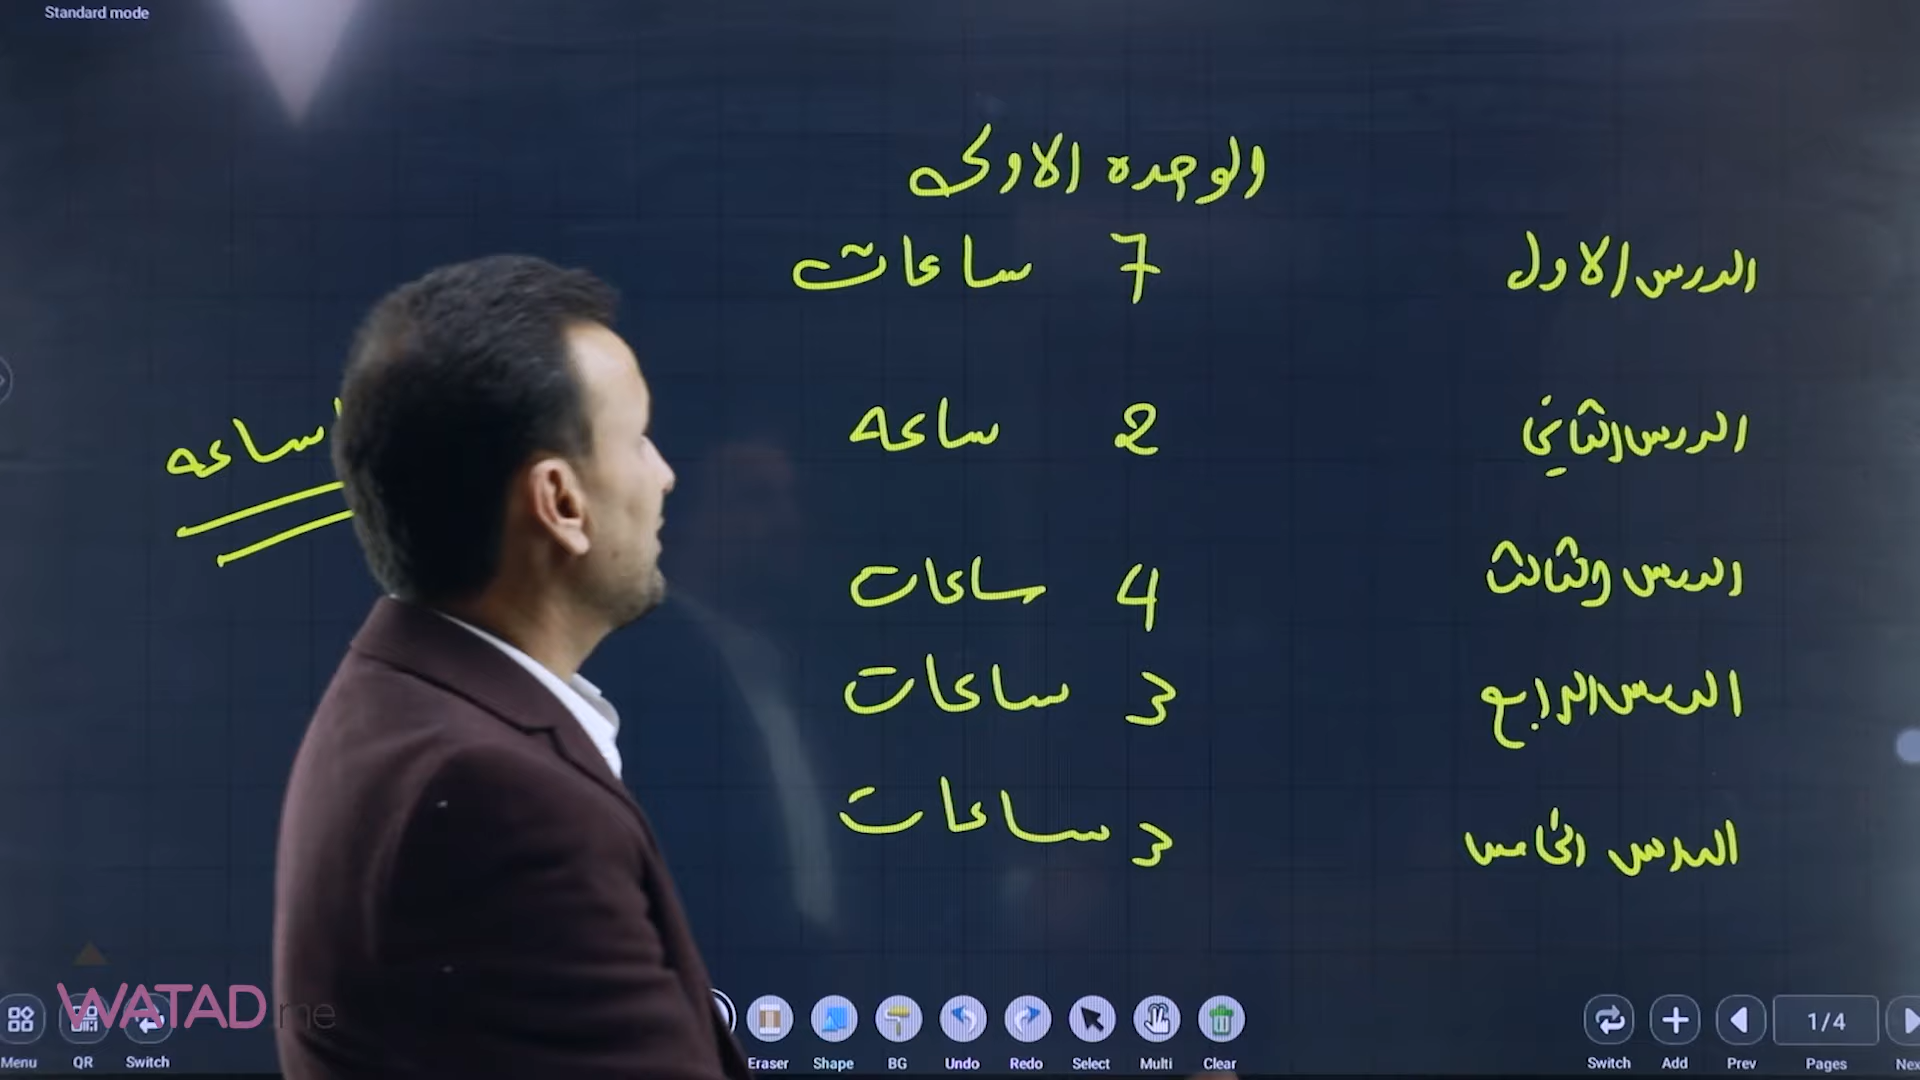 Standard mode
الوحده الاولى
الدرس الاول 7 ساعات
الدرس الثاني 2 ساعه
الدرس الثالث 4 ساعات
الدرس الرابع 3 ساعات
الدرس الخامس 3 ساعات
ساعه
WATAD me
Menu QR Switch Eraser Shape BG Undo Redo Select Multi Clear Switch Add Prev 1/4 Pages